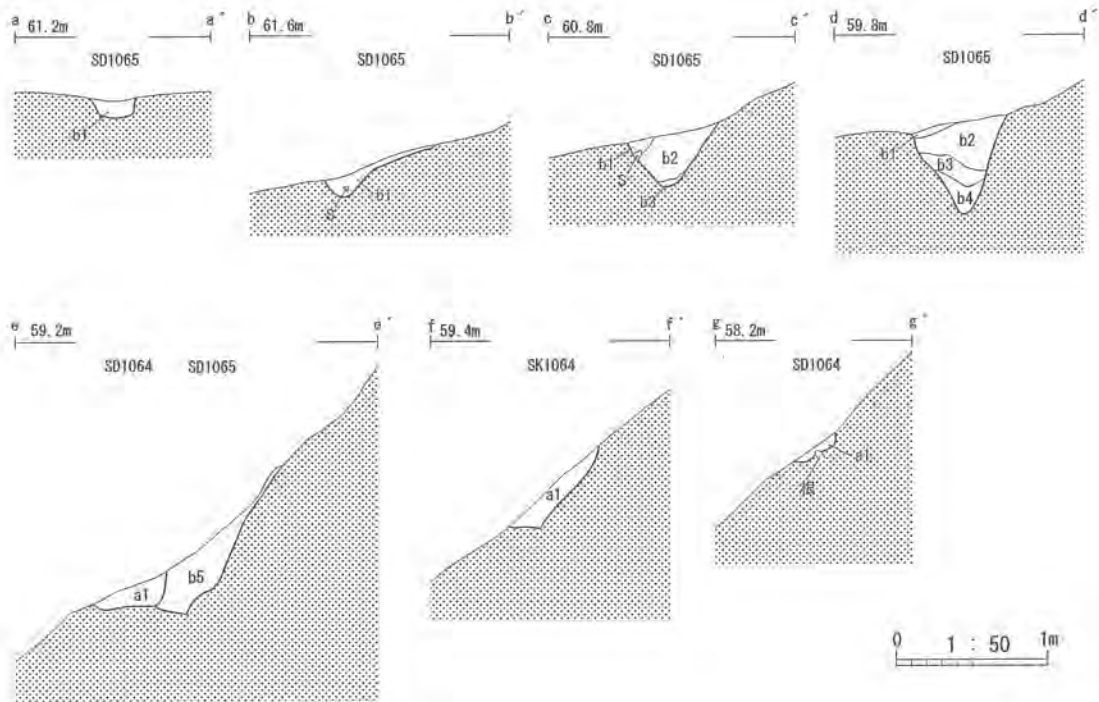 a a´
61.2m
SD1065
b1
b b´
61.6m
SD1065
b1
S
c c´
60.8m
SD1065
b1
b2
S
b3
d d´
59.8m
SD1065
b1
b2
b3
b4
e e´
59.2m
SD1064 SD1065
a1
b5
f f´
59.4m
SK1064
a1
g g´
58.2m
SD1064
a1
根
0 1 : 50 1m